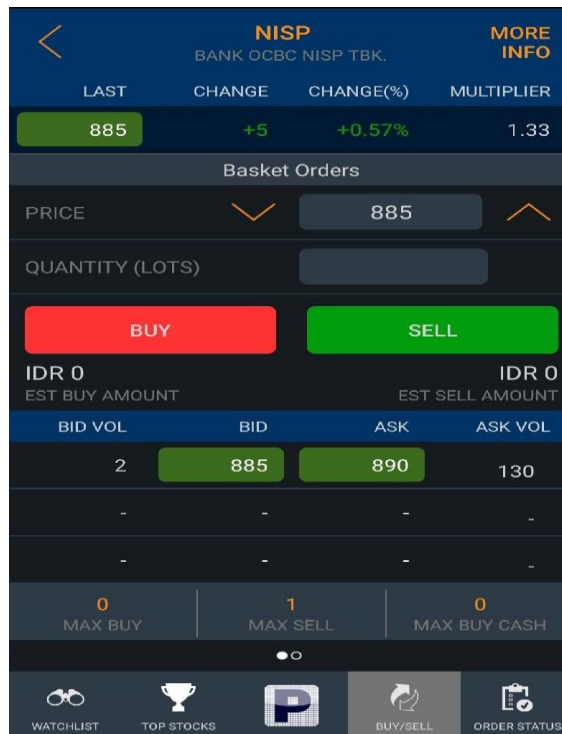 NISP
BANK OCBC NISP TBK.
MORE
INFO
LAST CHANGE CHANGE(%) MULTIPLIER
885 +5 +0.57% 1.33
Basket Orders
PRICE 885
QUANTITY (LOTS)
BUY SELL
IDR 0 IDR 0
EST BUY AMOUNT EST SELL AMOUNT
BID VOL BID ASK ASK VOL
2 885 890 130
- - - -
- - - -
0 1 0
MAX BUY MAX SELL MAX BUY CASH
P
WATCHLIST TOP STOCKS BUY/SELL ORDER STATUS